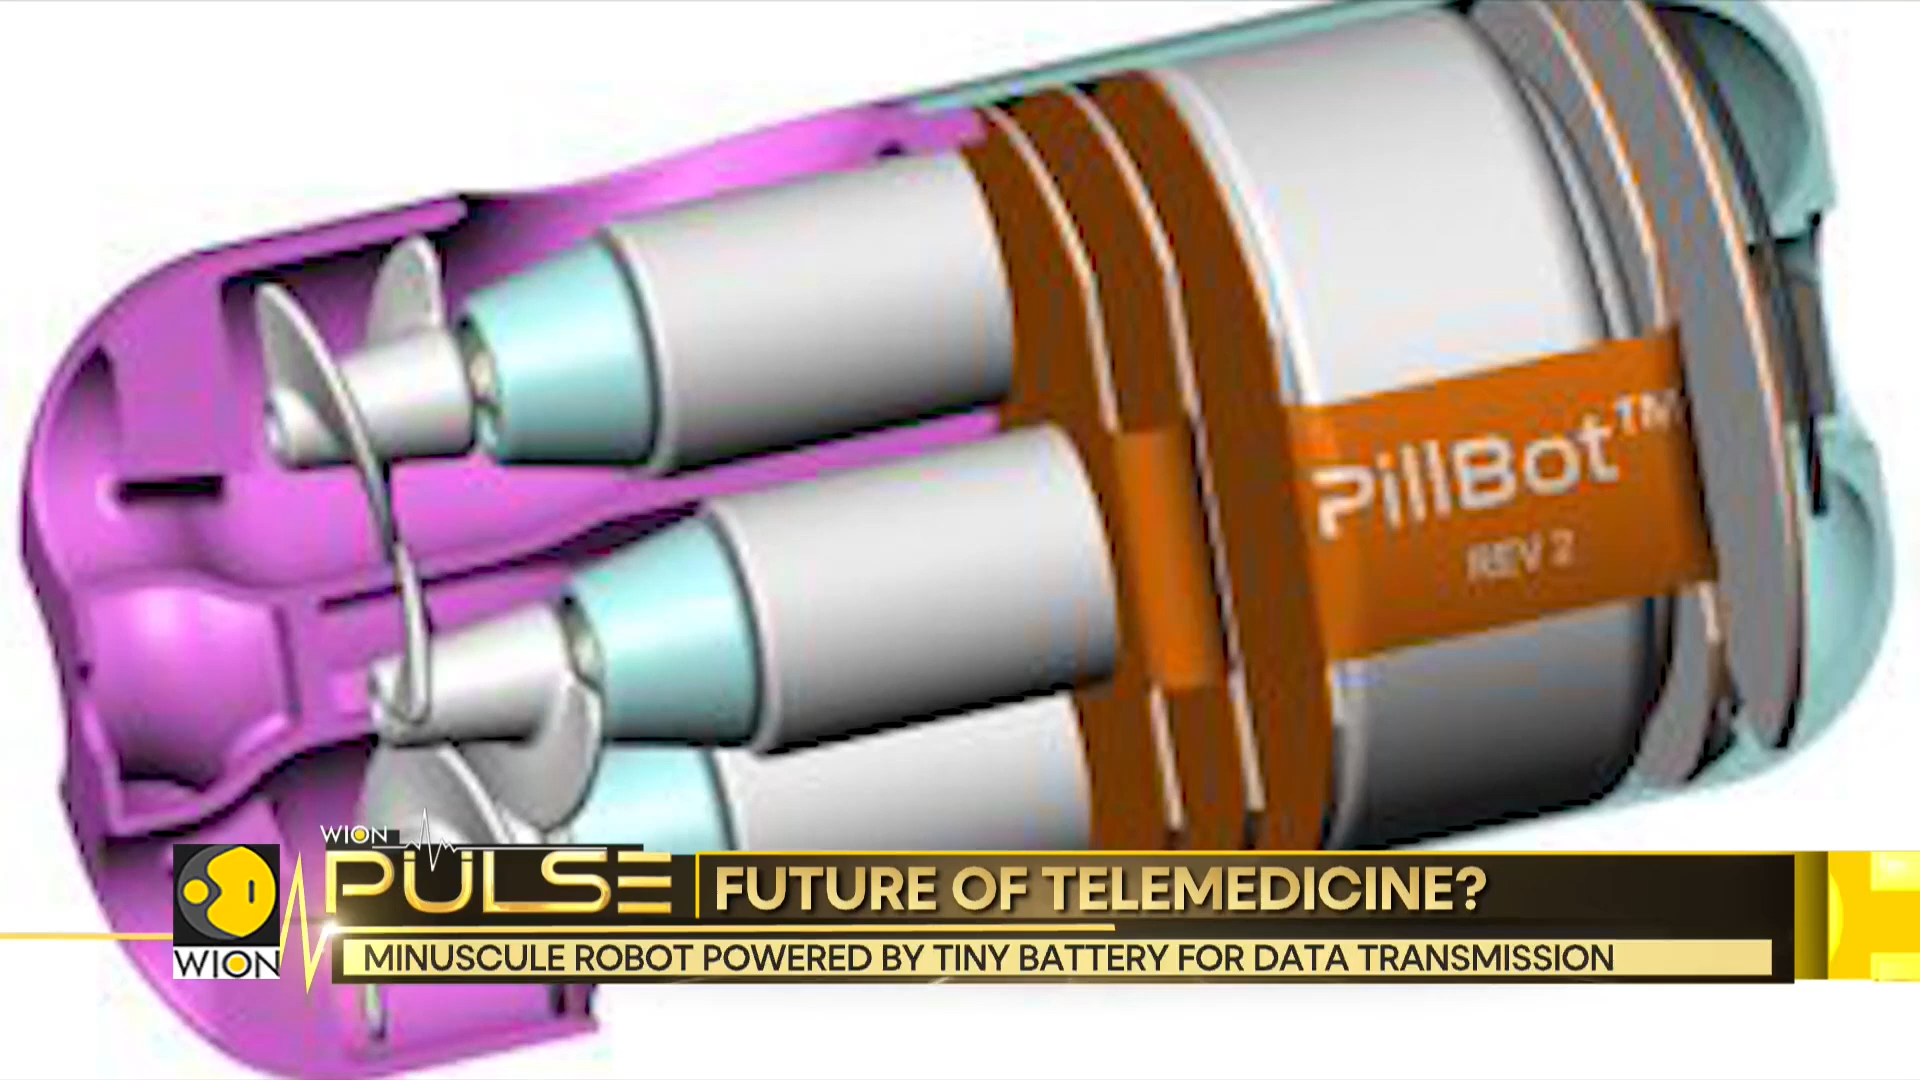 PillBot™
REV 2
WION
PULSE
FUTURE OF TELEMEDICINE?
WION
MINUSCULE ROBOT POWERED BY TINY BATTERY FOR DATA TRANSMISSION